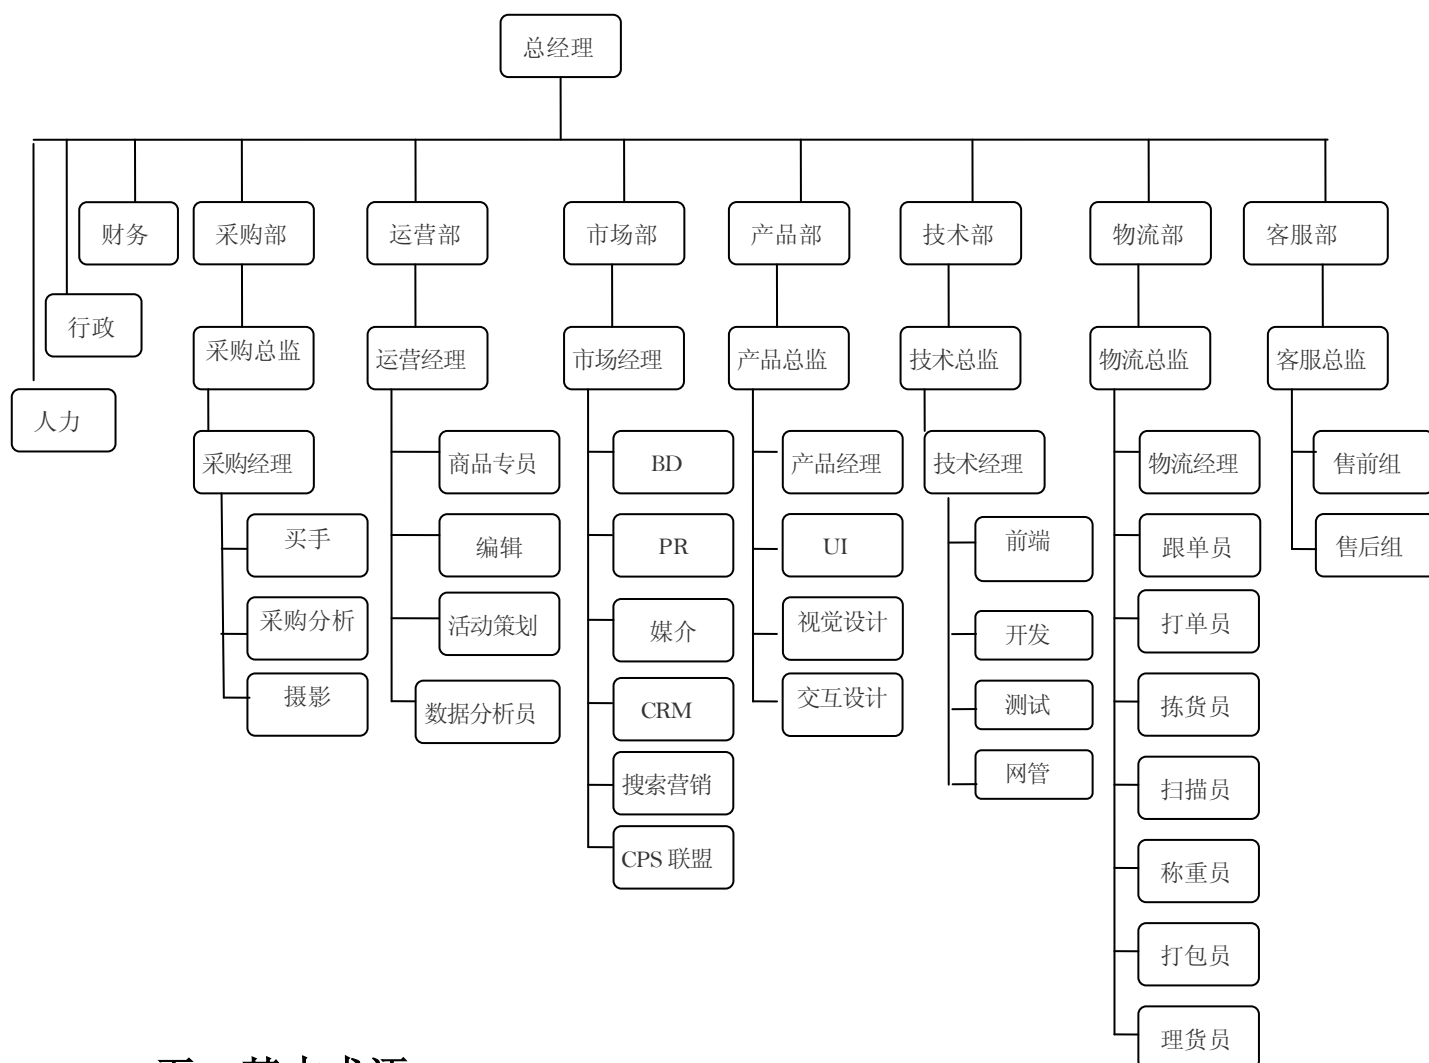 总经理
财务
采购部
运营部
市场部
产品部
技术部
物流部
客服部
行政
人力
采购总监
运营经理
市场经理
产品总监
技术总监
物流总监
客服总监
采购经理
买手
采购分析
摄影
商品专员
编辑
活动策划
数据分析员
BD
PR
媒介
CRM
搜索营销
CPS 联盟
产品经理
UI
视觉设计
交互设计
技术经理
前端
开发
测试
网管
物流经理
跟单员
打单员
拣货员
扫描员
称重员
打包员
理货员
售前组
售后组